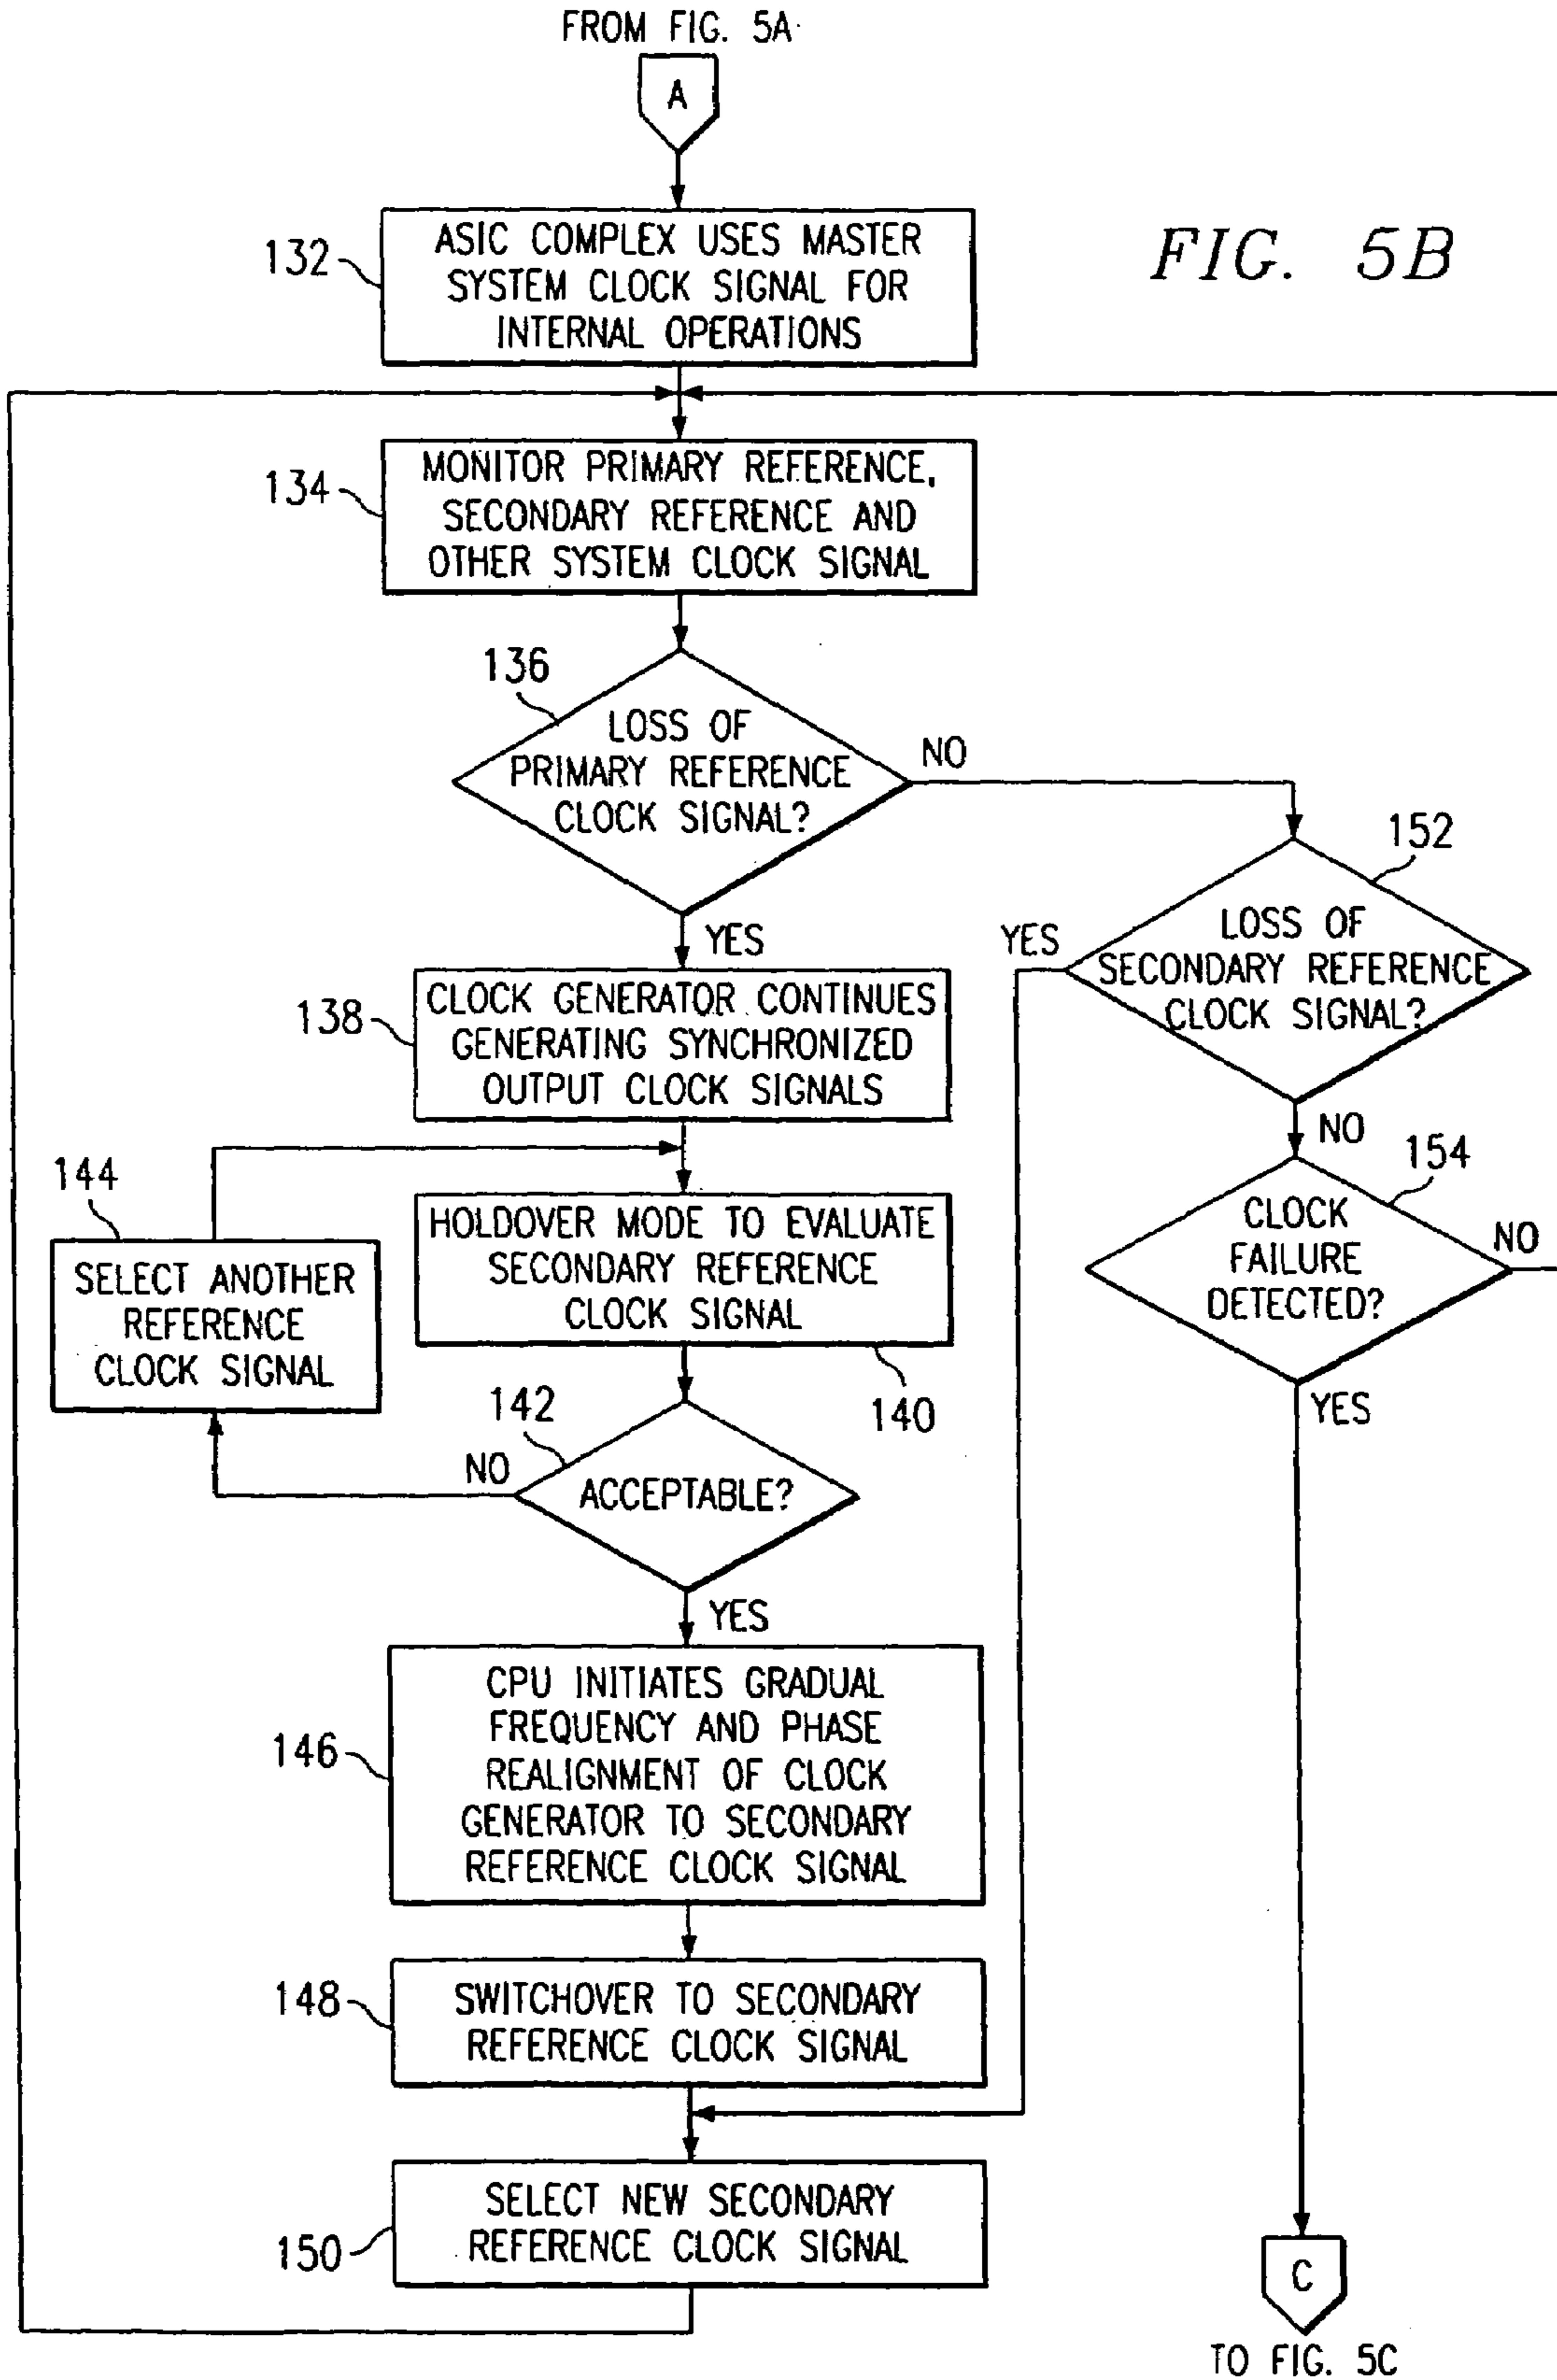 FROM FIG. 5A
A
FIG. 5B
132
ASIC COMPLEX USES MASTER
SYSTEM CLOCK SIGNAL FOR
INTERNAL OPERATIONS
134
MONITOR PRIMARY REFERENCE,
SECONDARY REFERENCE AND
OTHER SYSTEM CLOCK SIGNAL
136
LOSS OF
PRIMARY REFERENCE
CLOCK SIGNAL?
NO
YES
152
LOSS OF
SECONDARY REFERENCE
CLOCK SIGNAL?
YES
NO
138
CLOCK GENERATOR CONTINUES
GENERATING SYNCHRONIZED
OUTPUT CLOCK SIGNALS
154
CLOCK
FAILURE
DETECTED?
NO
YES
144
SELECT ANOTHER
REFERENCE
CLOCK SIGNAL
HOLDOVER MODE TO EVALUATE
SECONDARY REFERENCE
CLOCK SIGNAL
140
142
ACCEPTABLE?
NO
YES
146
CPU INITIATES GRADUAL
FREQUENCY AND PHASE
REALIGNMENT OF CLOCK
GENERATOR TO SECONDARY
REFERENCE CLOCK SIGNAL
148
SWITCHOVER TO SECONDARY
REFERENCE CLOCK SIGNAL
150
SELECT NEW SECONDARY
REFERENCE CLOCK SIGNAL
C
TO FIG. 5C